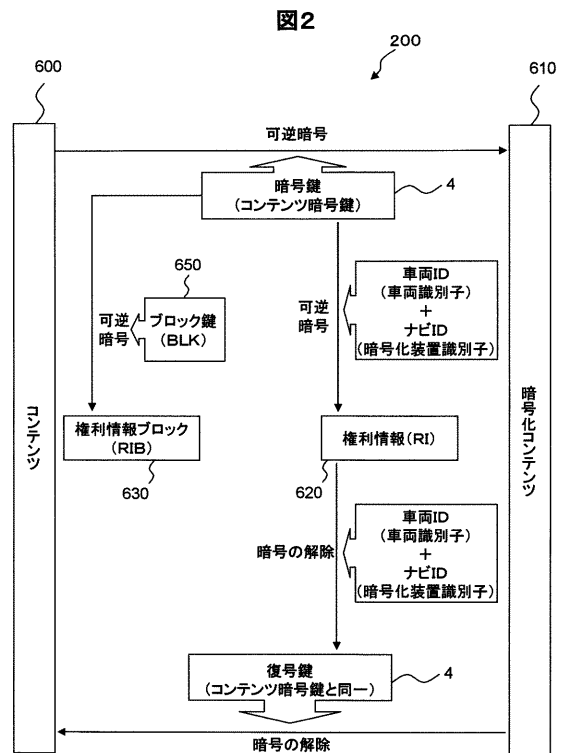 図2
200
600
610
可逆暗号
暗号鍵
(コンテンツ暗号鍵)
4
650
可逆
暗号
ブロック鍵
(BLK)
可逆
暗号
車両ID
(車両識別子)
+
ナビID
(暗号化装置識別子)
コンテンツ
暗号化コンテンツ
権利情報ブロック
(RIB)
630
権利情報(RI)
620
暗号の解除
車両ID
(車両識別子)
+
ナビID
(暗号化装置識別子)
復号鍵
(コンテンツ暗号鍵と同一)
4
暗号の解除